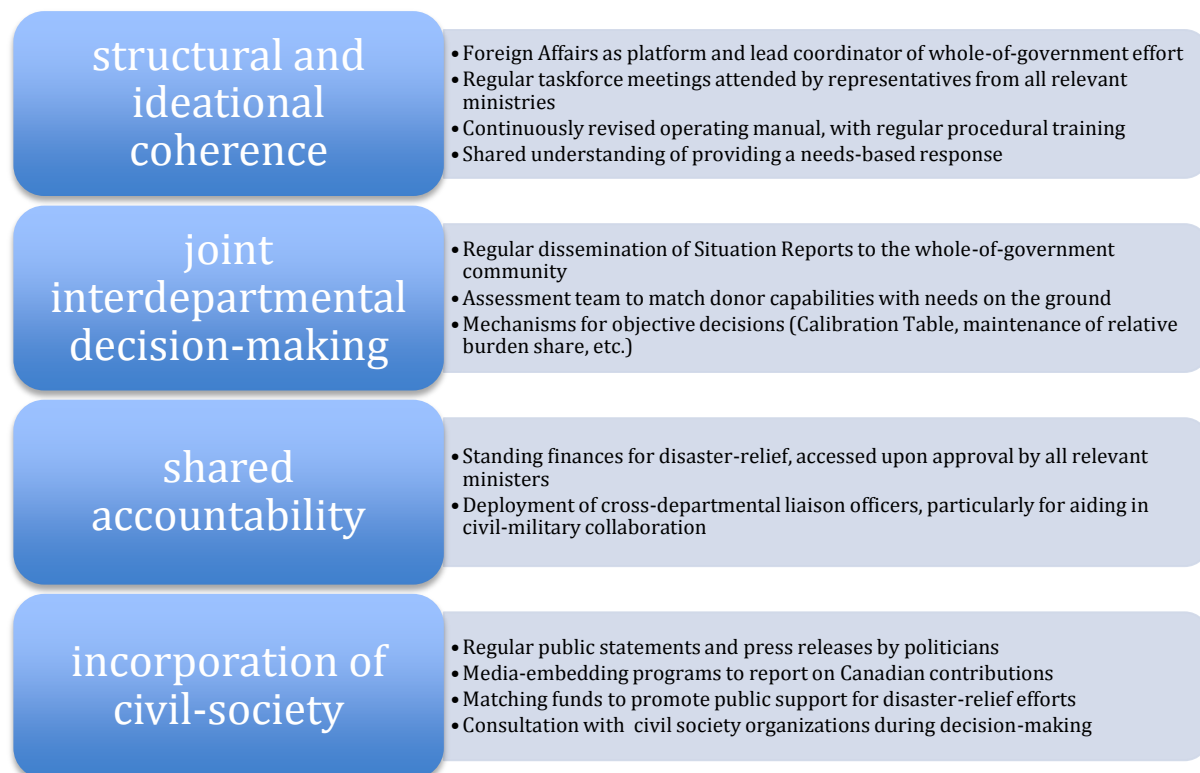 structural and
ideational
coherence
• Foreign Affairs as platform and lead coordinator of whole-of-government effort
• Regular taskforce meetings attended by representatives from all relevant
ministries
• Continuously revised operating manual, with regular procedural training
• Shared understanding of providing a needs-based response
joint
interdepartmental
decision-making
• Regular dissemination of Situation Reports to the whole-of-government
community
• Assessment team to match donor capabilities with needs on the ground
• Mechanisms for objective decisions (Calibration Table, maintenance of relative
burden share, etc.)
shared
accountability
• Standing finances for disaster-relief, accessed upon approval by all relevant
ministers
• Deployment of cross-departmental liaison officers, particularly for aiding in
civil-military collaboration
incorporation of
civil-society
• Regular public statements and press releases by politicians
• Media-embedding programs to report on Canadian contributions
• Matching funds to promote public support for disaster-relief efforts
• Consultation with civil society organizations during decision-making